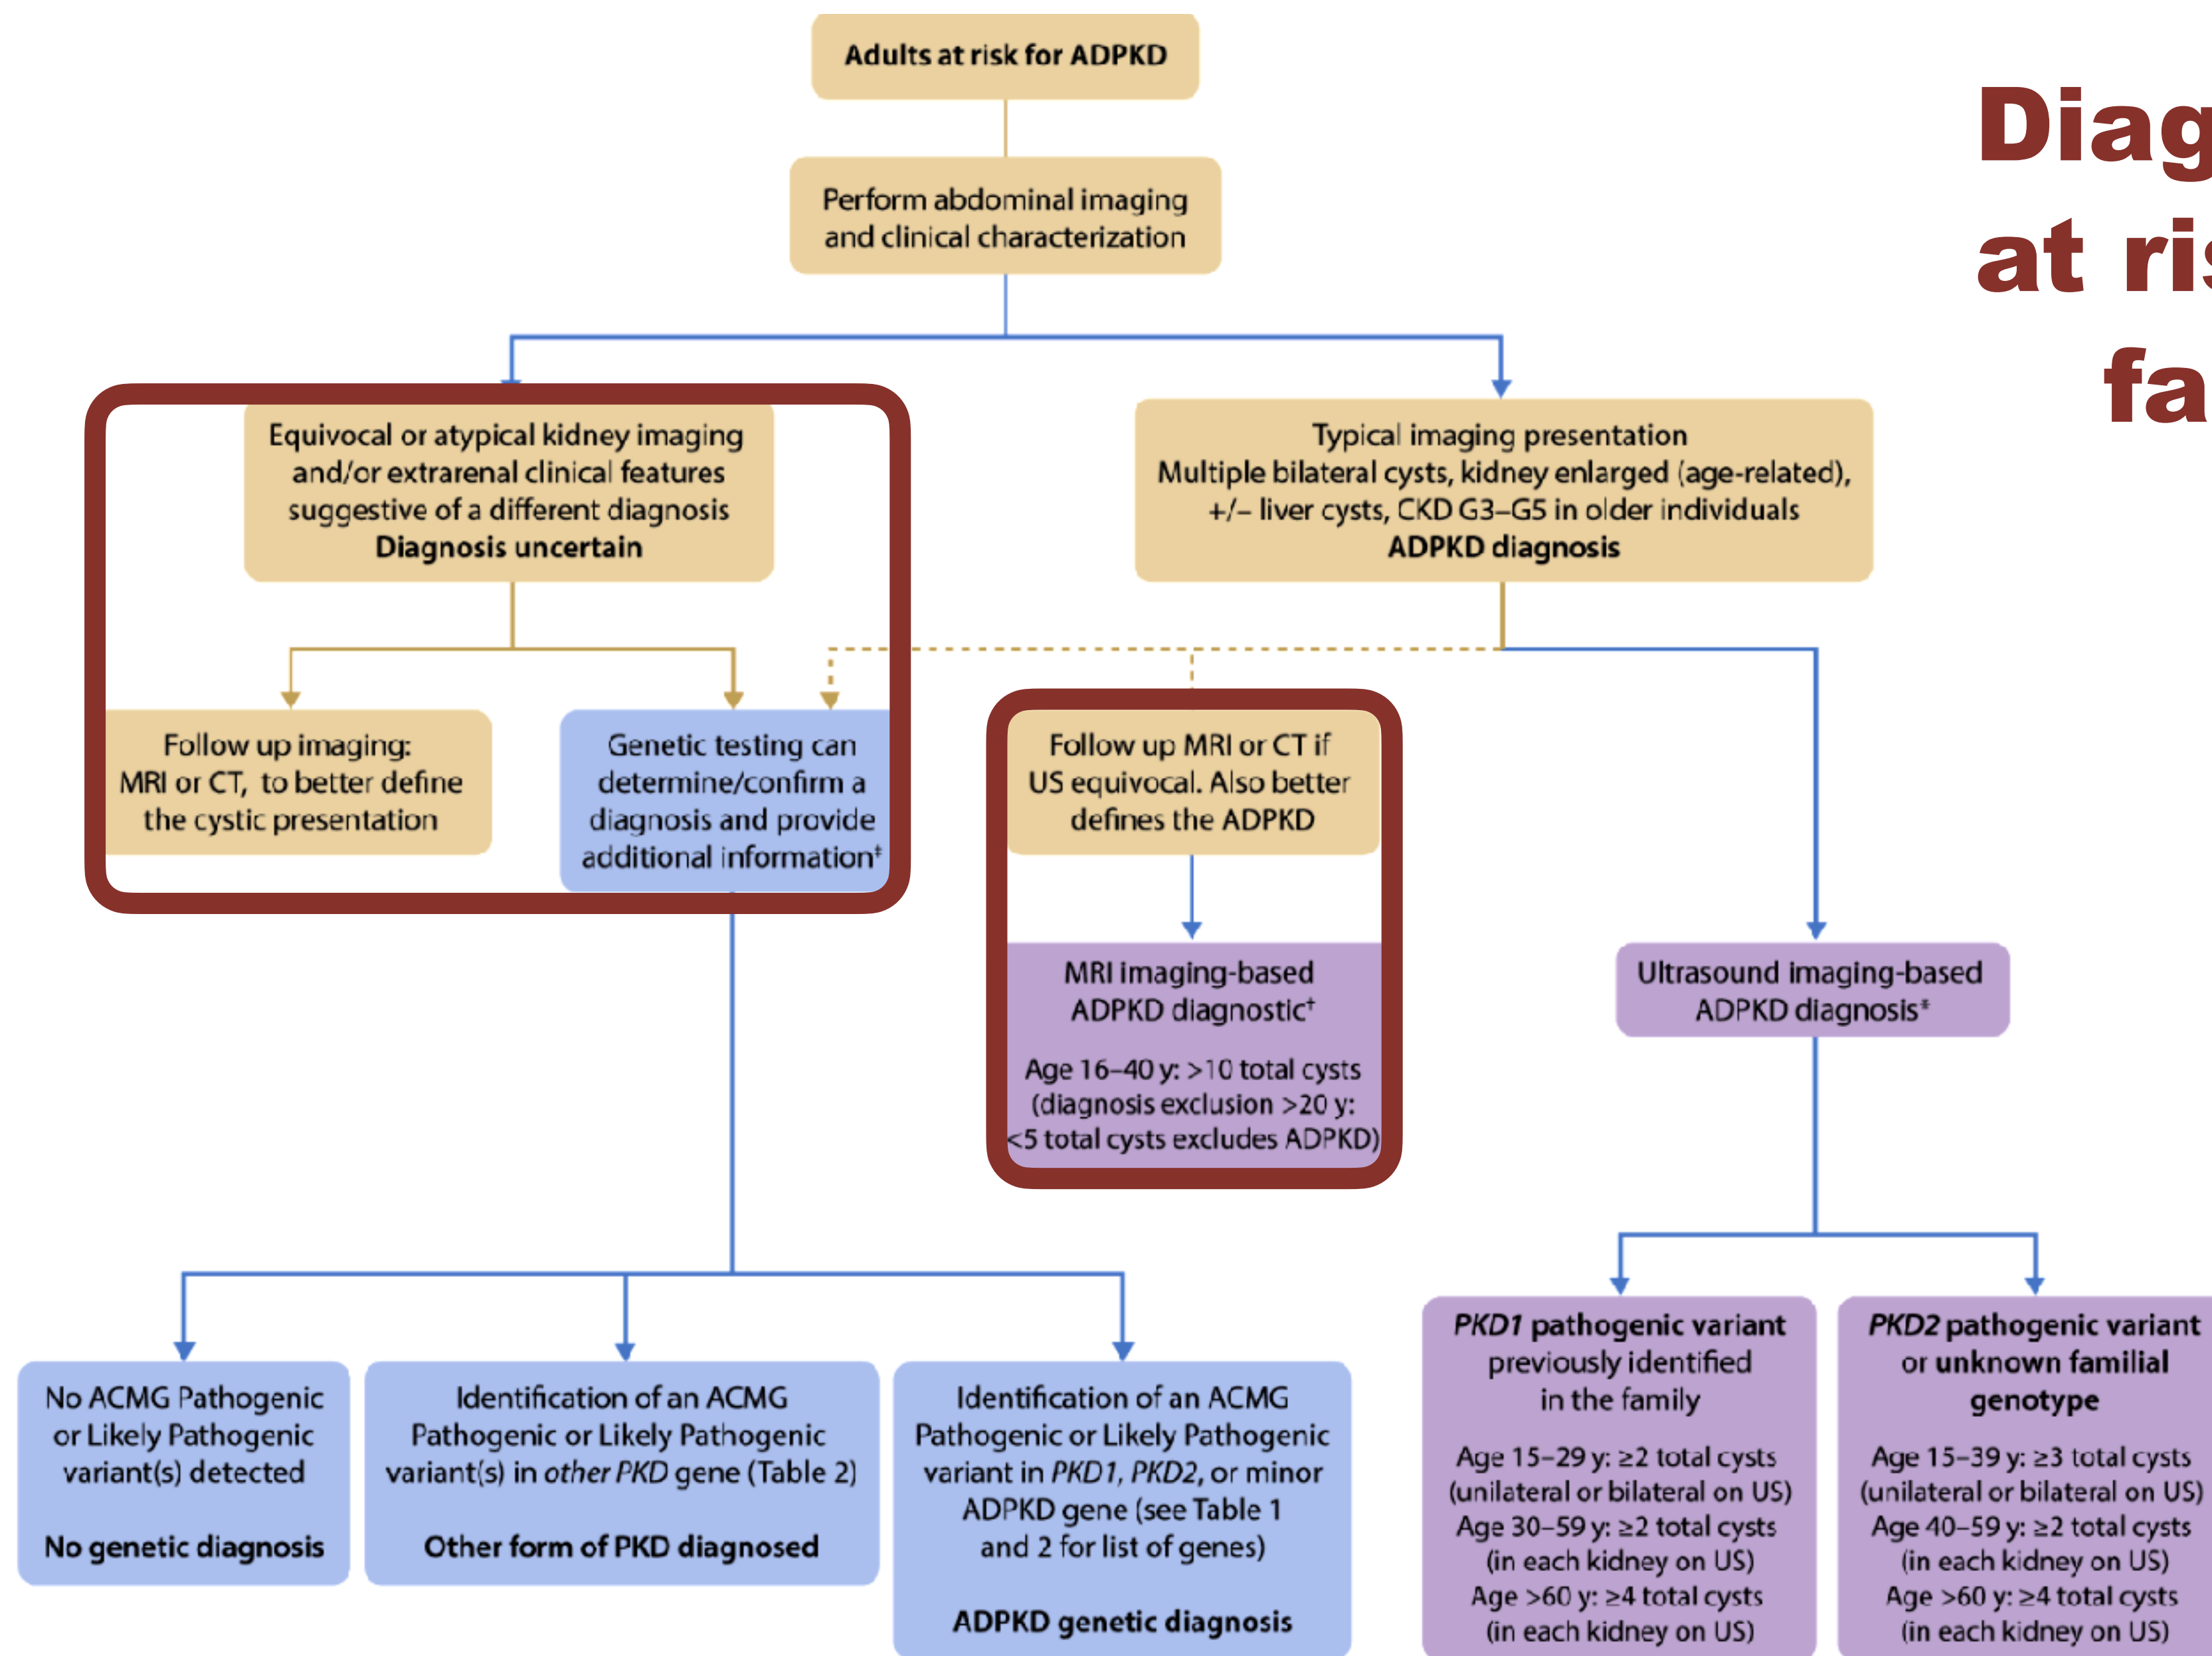 Adults at risk for ADPKD
Diag
at ris
fa
Perform abdominal imaging
and clinical characterization
Equivocal or atypical kidney imaging
and/or extrarenal clinical features
suggestive of a different diagnosis
Diagnosis uncertain
Typical imaging presentation
Multiple bilateral cysts, kidney enlarged (age-related),
+/– liver cysts, CKD G3–G5 in older individuals
ADPKD diagnosis
Follow up imaging:
MRI or CT, to better define
the cystic presentation
Genetic testing can
determine/confirm a
diagnosis and provide
additional information‡
Follow up MRI or CT if
US equivocal. Also better
defines the ADPKD
MRI imaging-based
ADPKD diagnostic†
Age 16–40 y: >10 total cysts
(diagnosis exclusion >20 y:
<5 total cysts excludes ADPKD)
Ultrasound imaging-based
ADPKD diagnosis*
No ACMG Pathogenic
or Likely Pathogenic
variant(s) detected
No genetic diagnosis
Identification of an ACMG
Pathogenic or Likely Pathogenic
variant(s) in other PKD gene (Table 2)
Other form of PKD diagnosed
Identification of an ACMG
Pathogenic or Likely Pathogenic
variant in PKD1, PKD2, or minor
ADPKD gene (see Table 1
and 2 for list of genes)
ADPKD genetic diagnosis
PKD1 pathogenic variant
previously identified
in the family
Age 15–29 y: ≥2 total cysts
(unilateral or bilateral on US)
Age 30–59 y: ≥2 total cysts
(in each kidney on US)
Age >60 y: ≥4 total cysts
(in each kidney on US)
PKD2 pathogenic variant
or unknown familial
genotype
Age 15–39 y: ≥3 total cysts
(unilateral or bilateral on US)
Age 40–59 y: ≥2 total cysts
(in each kidney on US)
Age >60 y: ≥4 total cysts
(in each kidney on US)